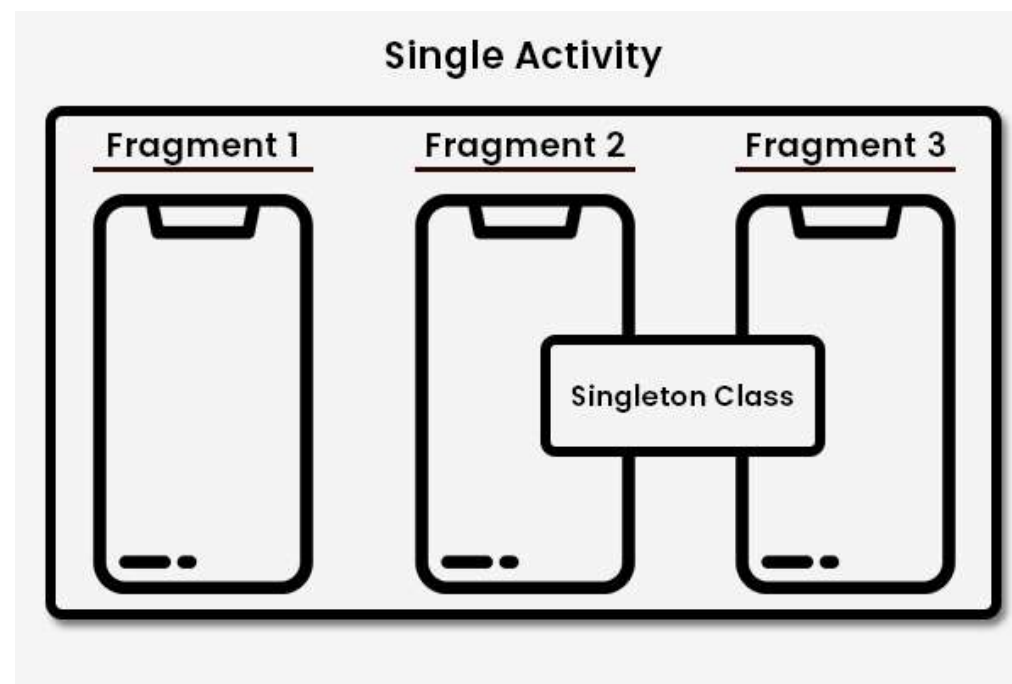 Single Activity
Fragment 1
Fragment 2
Fragment 3
Singleton Class